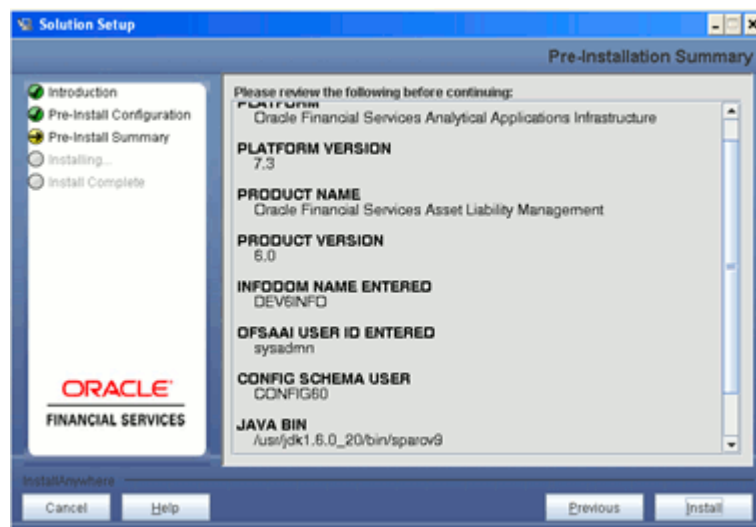 Solution Setup
Pre-Installation Summary
Introduction
Pre-Install Configuration
Pre-Install Summary
Installing...
Install Complete
ORACLE
FINANCIAL SERVICES
Please review the following before continuing:
PLATFORM
Oracle Financial Services Analytical Applications Infrastructure
PLATFORM VERSION
7.3
PRODUCT NAME
Oracle Financial Services Asset Liability Management
PRODUCT VERSION
6.0
INFODOM NAME ENTERED
DEV6INFO
OFSAAI USER ID ENTERED
sysadmn
CONFIG SCHEMA USER
CONFIG60
JAVA BIN
/usr/jdk1.6.0_20/bin/sparcv9
InstallAnywhere
Cancel
Help
Previous
Install